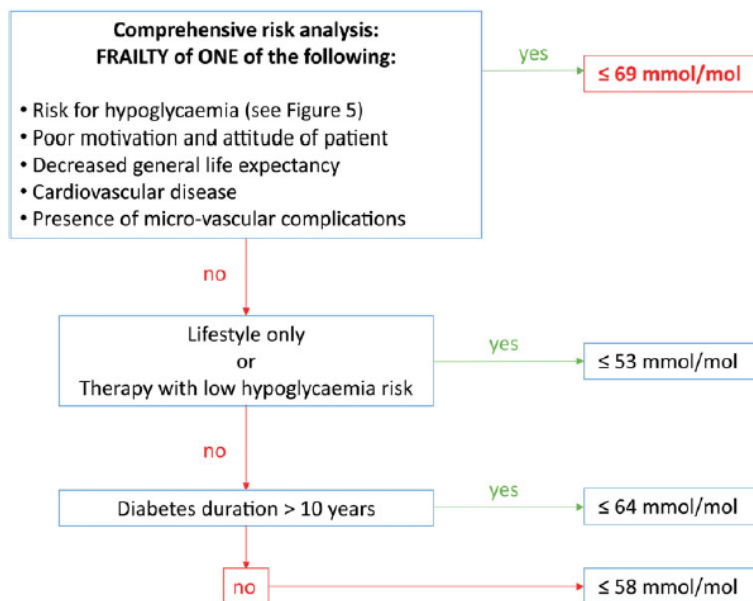 Comprehensive risk analysis:
FRAILTY of ONE of the following:
• Risk for hypoglycaemia (see Figure 5)
• Poor motivation and attitude of patient
• Decreased general life expectancy
• Cardiovascular disease
• Presence of micro-vascular complications
yes
≤ 69 mmol/mol
no
Lifestyle only
or
Therapy with low hypoglycaemia risk
yes
≤ 53 mmol/mol
no
Diabetes duration > 10 years
yes
≤ 64 mmol/mol
no
≤ 58 mmol/mol